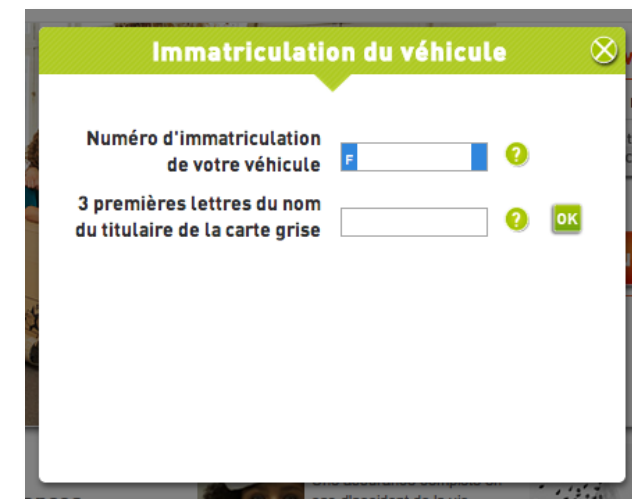 Immatriculation du véhicule
Numéro d'immatriculation
de votre véhicule
F
?
3 premières lettres du nom
du titulaire de la carte grise
?
OK